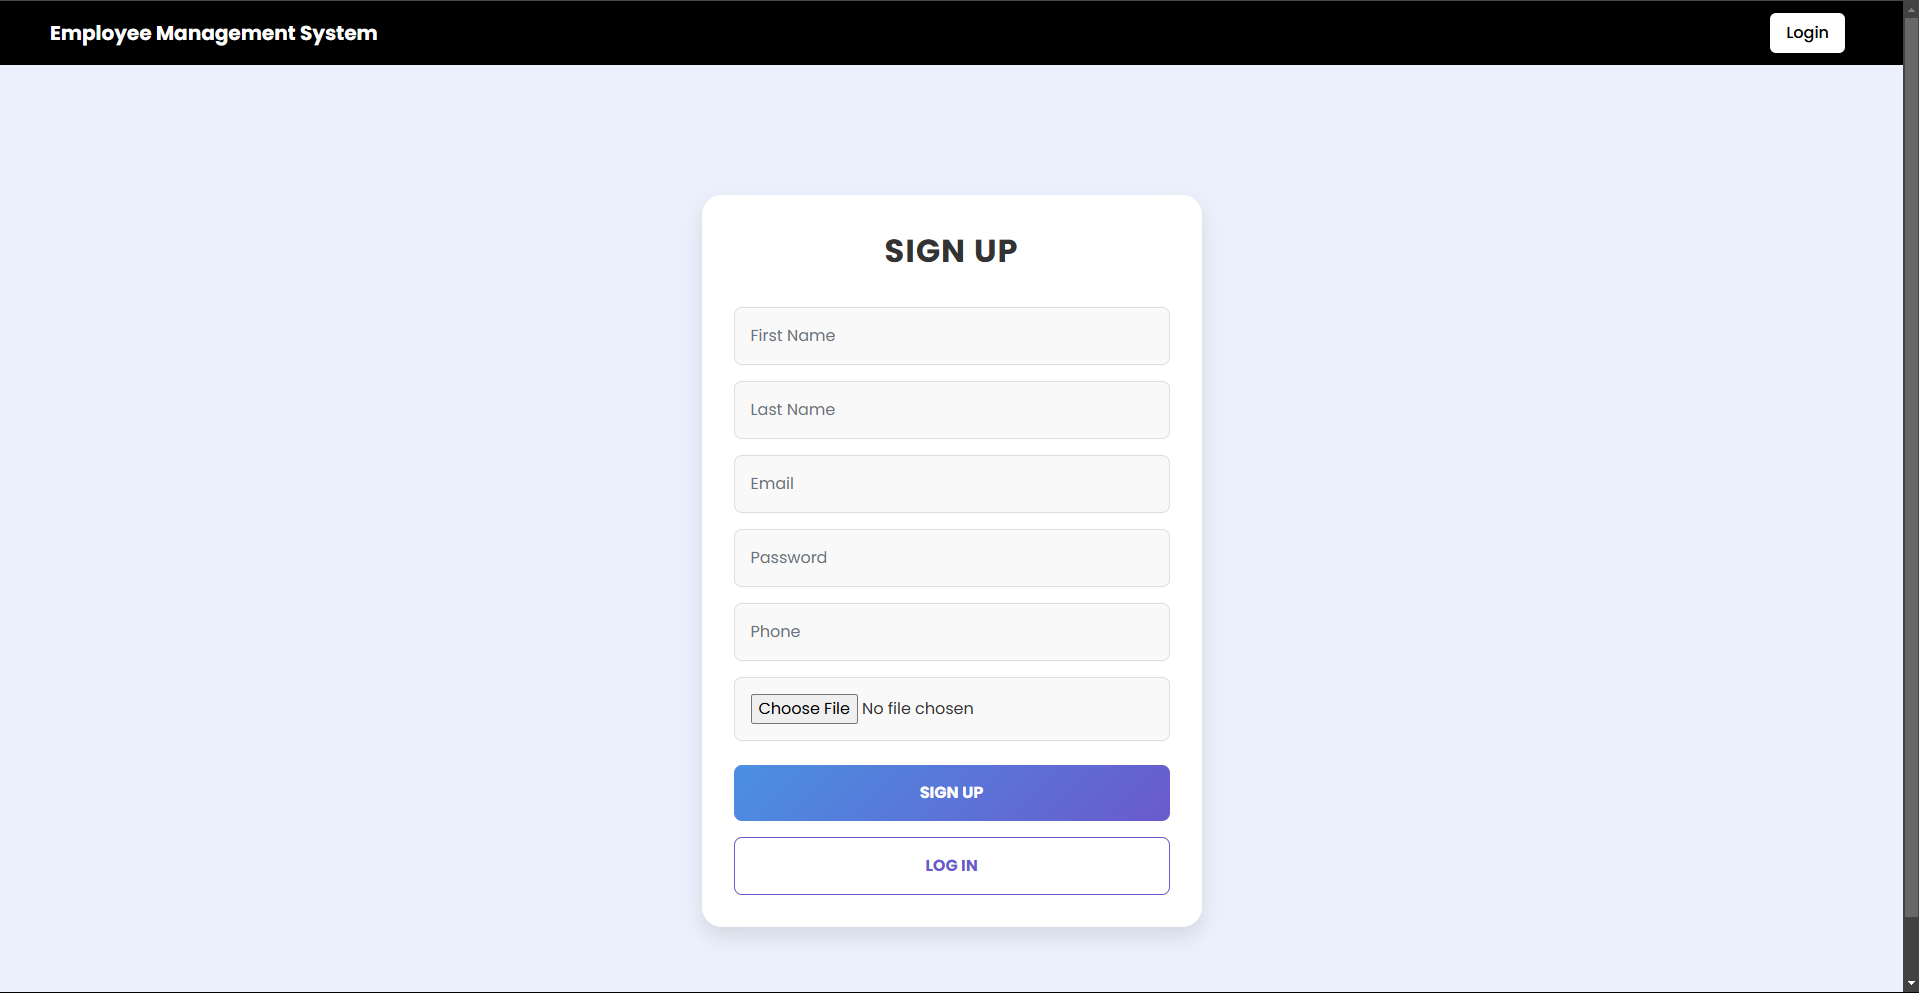 Employee Management System
Login
SIGN UP
First Name
Last Name
Email
Password
Phone
Choose File No file chosen
SIGN UP
LOG IN